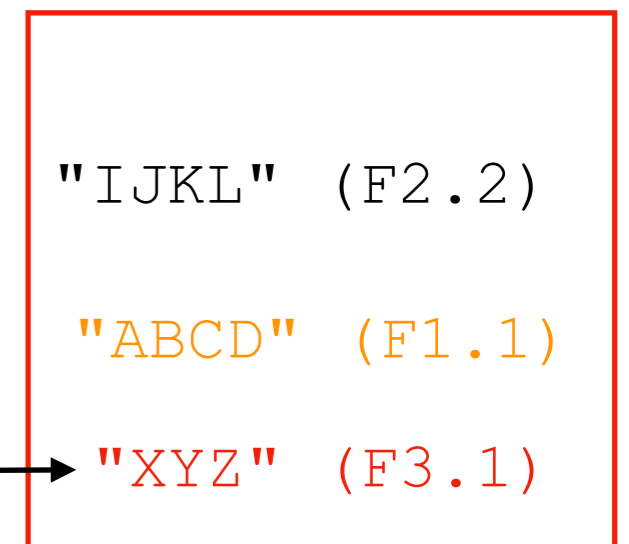 "IJKL" (F2.2)
"ABCD" (F1.1)
"XYZ" (F3.1)